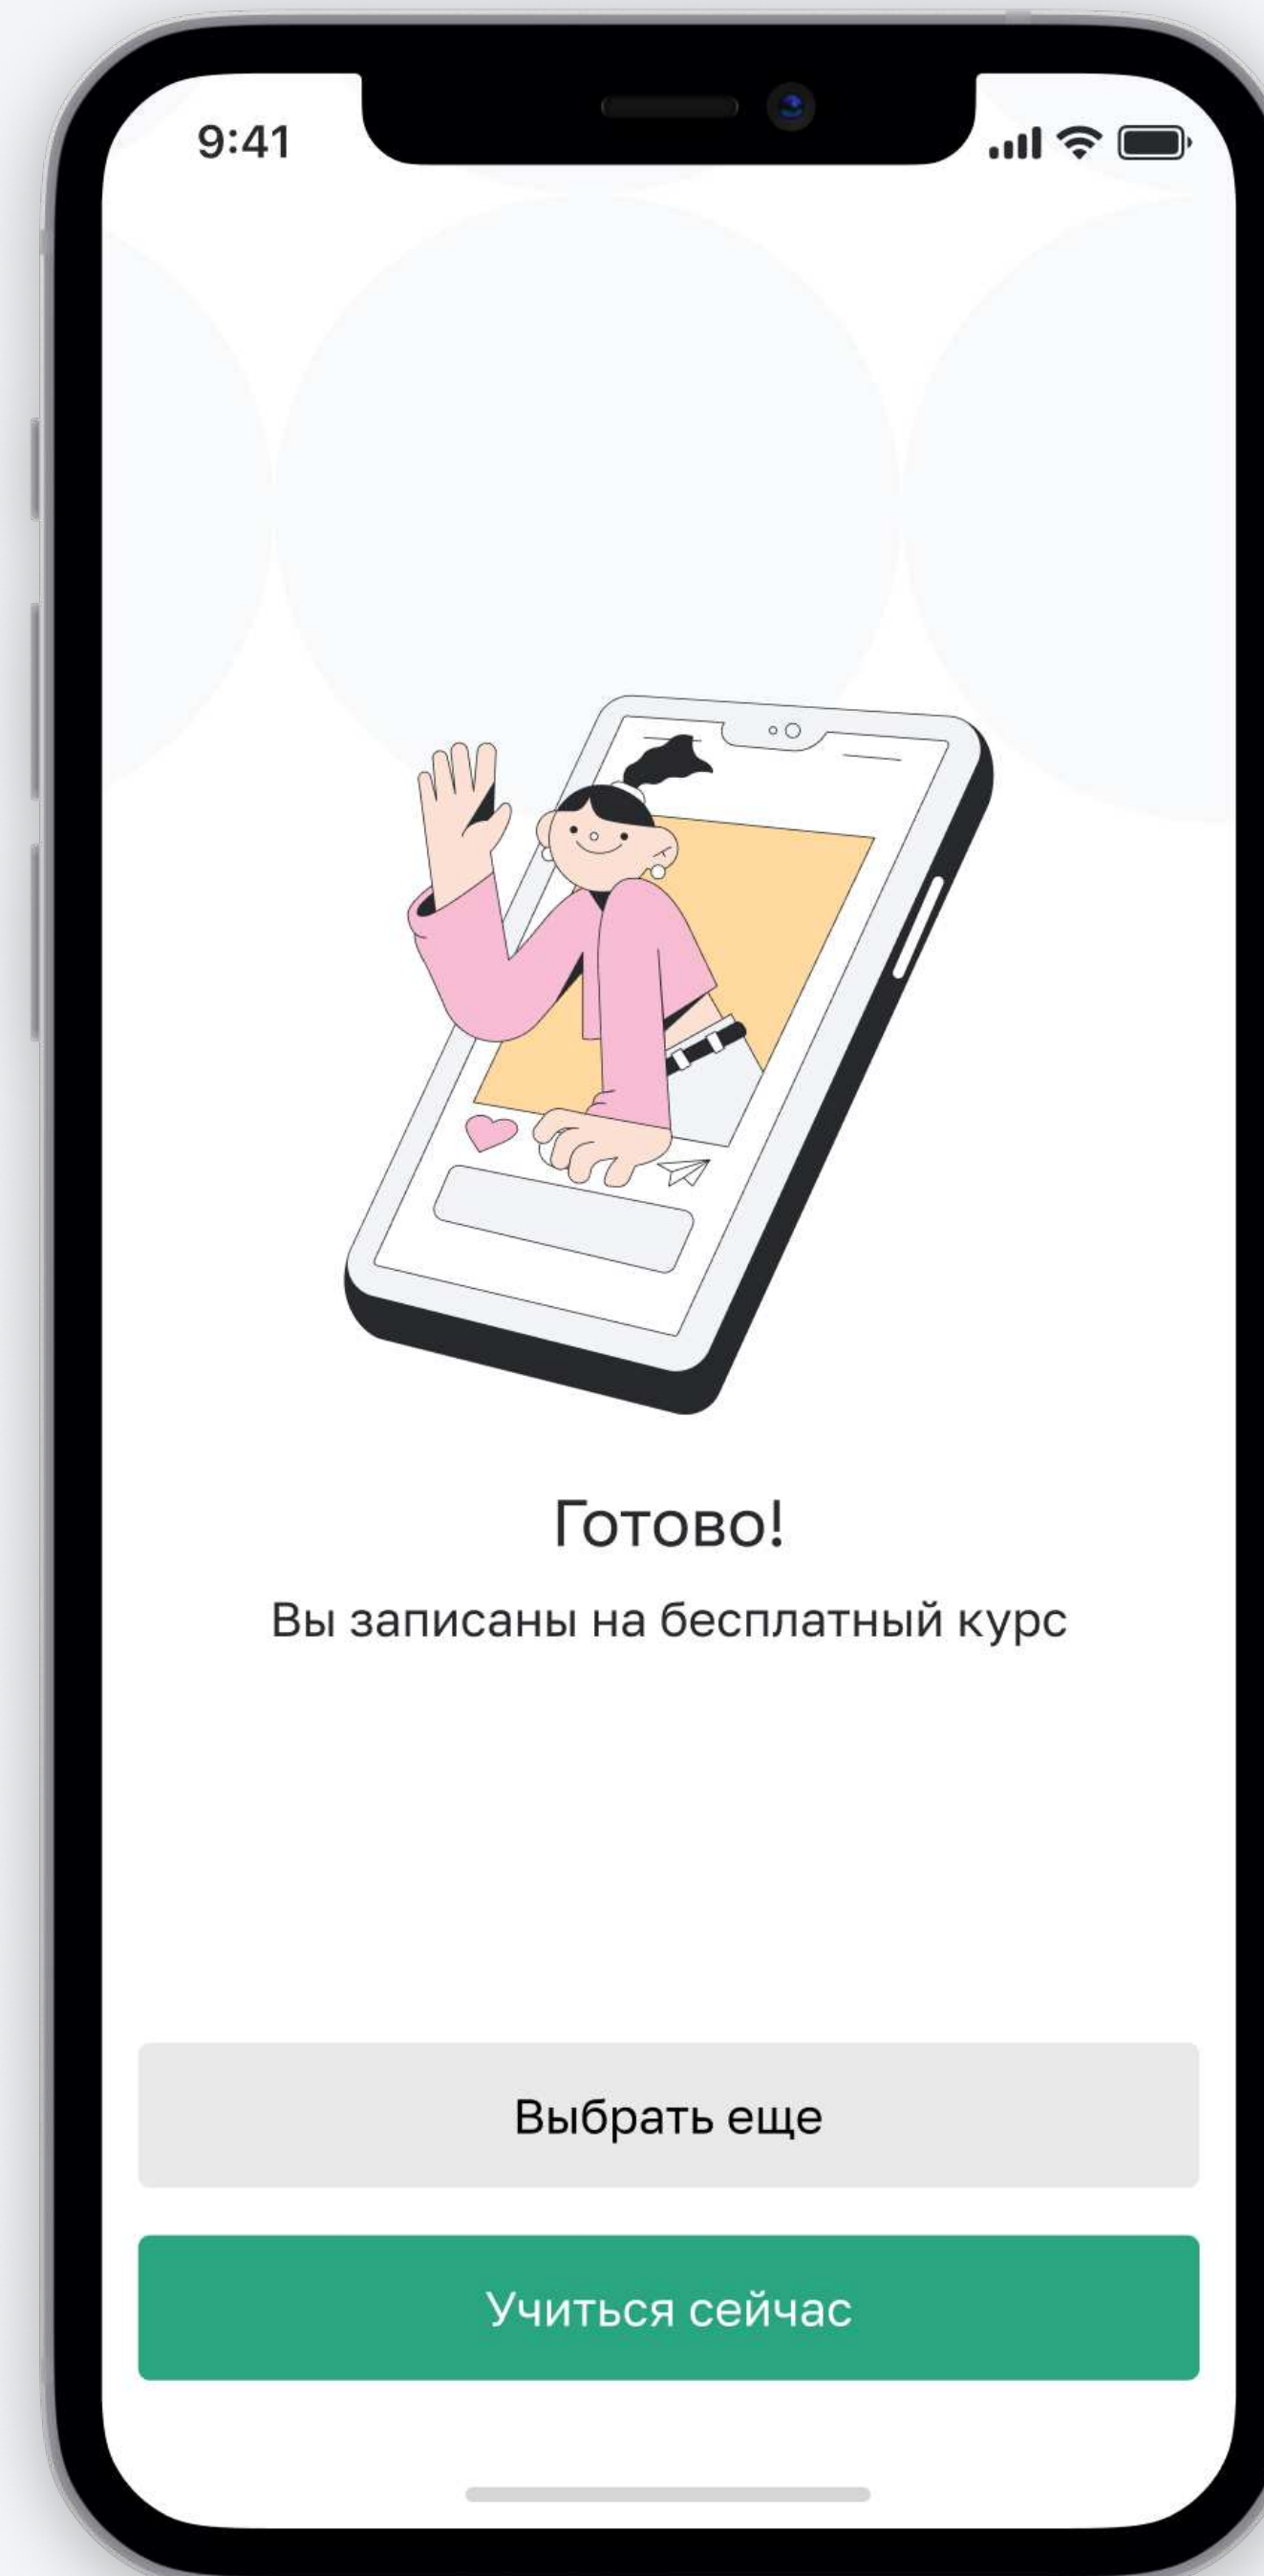 9:41
Готово!
Вы записаны на бесплатный курс
Выбрать еще
Учиться сейчас